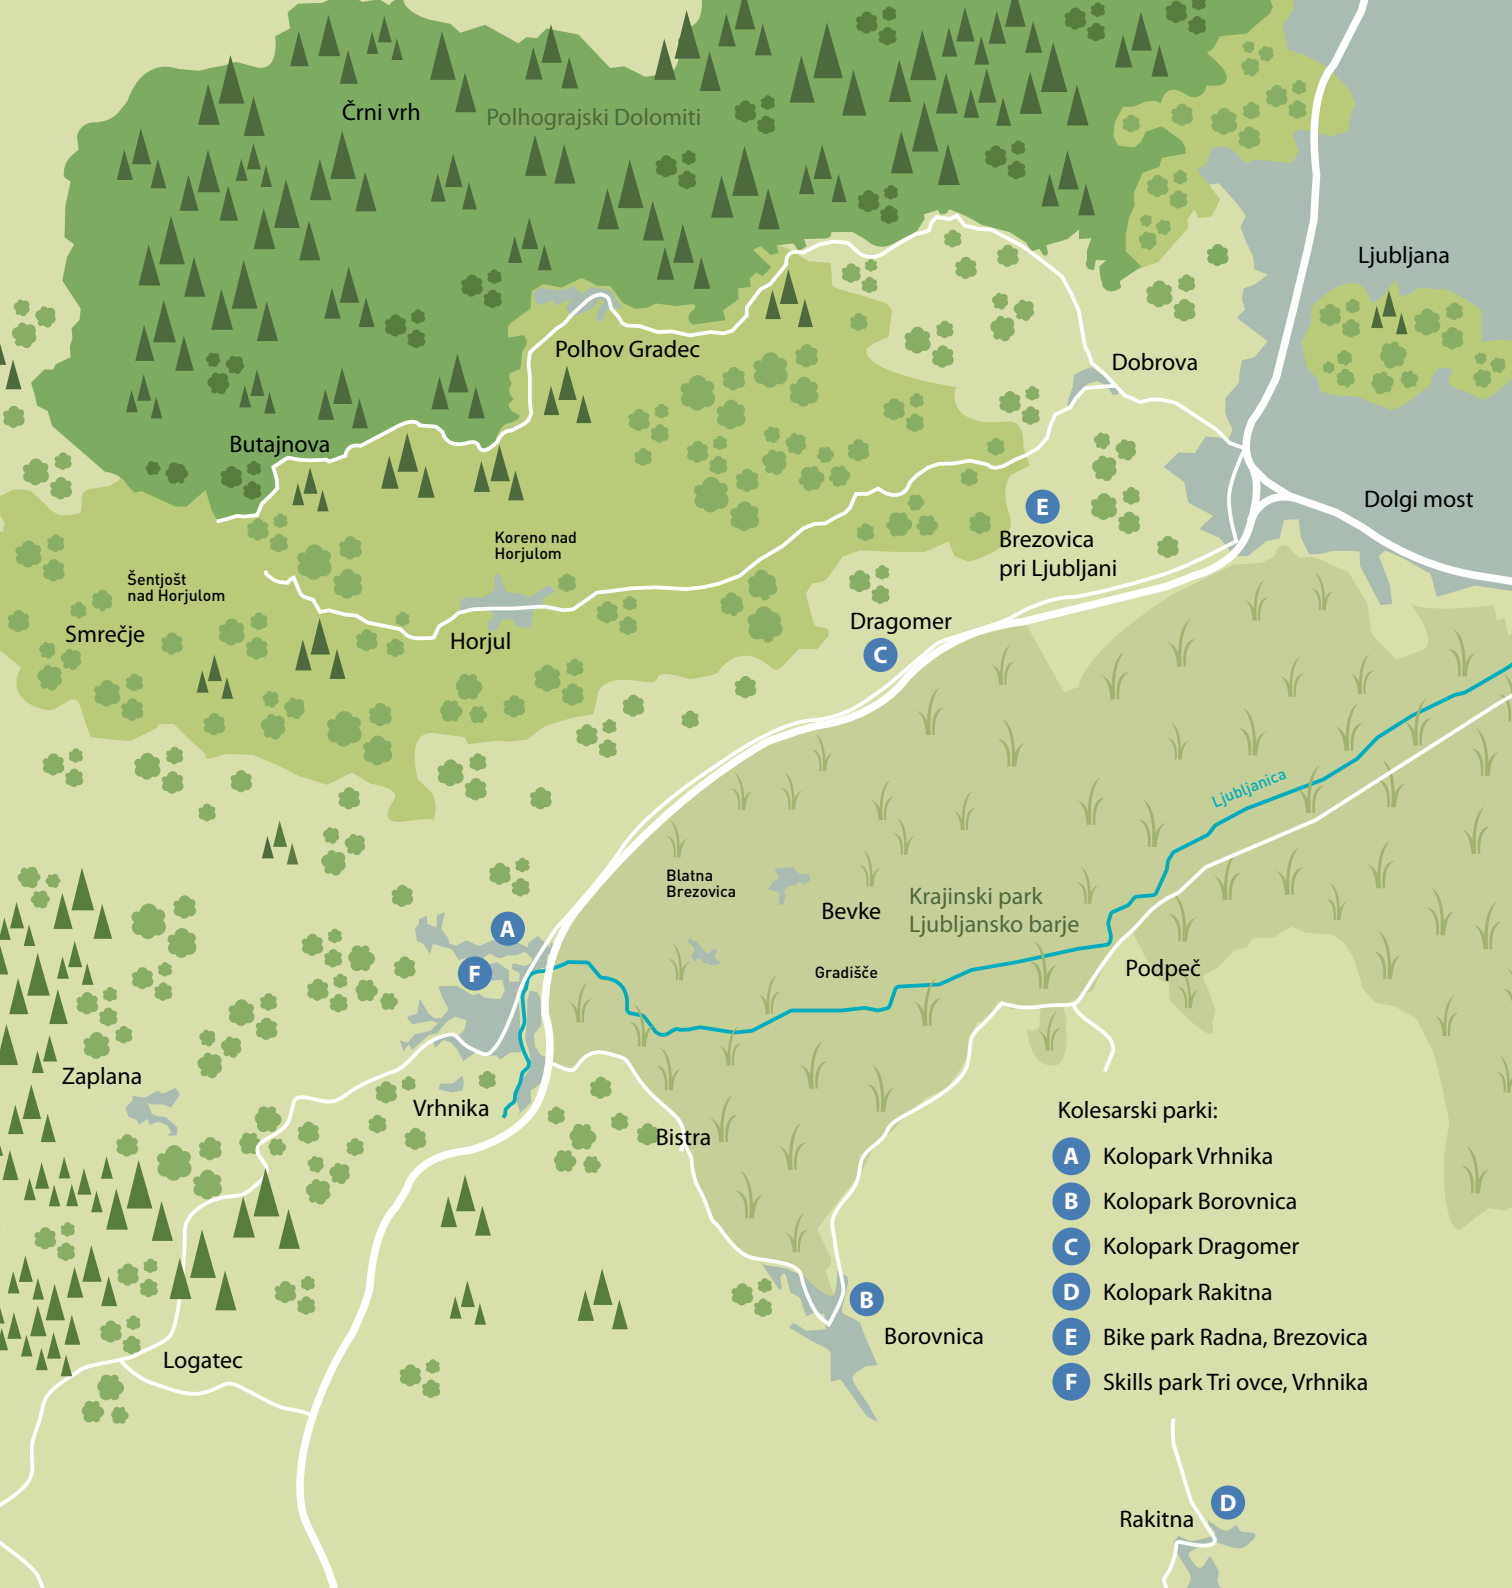 Črni vrh
Polhograjski Dolomiti
Ljubljana
Polhov Gradec
Dobrova
Butajnova
Dolgi most
E
Brezovica
pri Ljubljani
Koreno nad
Horjulom
Šentjošt
nad Horjulom
Smrečje
Horjul
Dragomer
C
Ljubljanica
Blatna
Brezovica
Bevke
Krajinski park
Ljubljansko barje
A
F
Gradišče
Podpeč
Zaplana
Vrhnika
Bistra
Kolesarski parki:
A Kolopark Vrhnika
B Kolopark Borovnica
C Kolopark Dragomer
D Kolopark Rakitna
E Bike park Radna, Brezovica
F Skills park Tri ovce, Vrhnika
B
Borovnica
Logatec
D
Rakitna